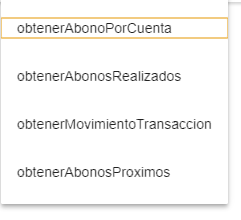 obtenerAbonoPorCuenta
obtenerAbonosRealizados
obtenerMovimientoTransaccion
obtenerAbonosProximos